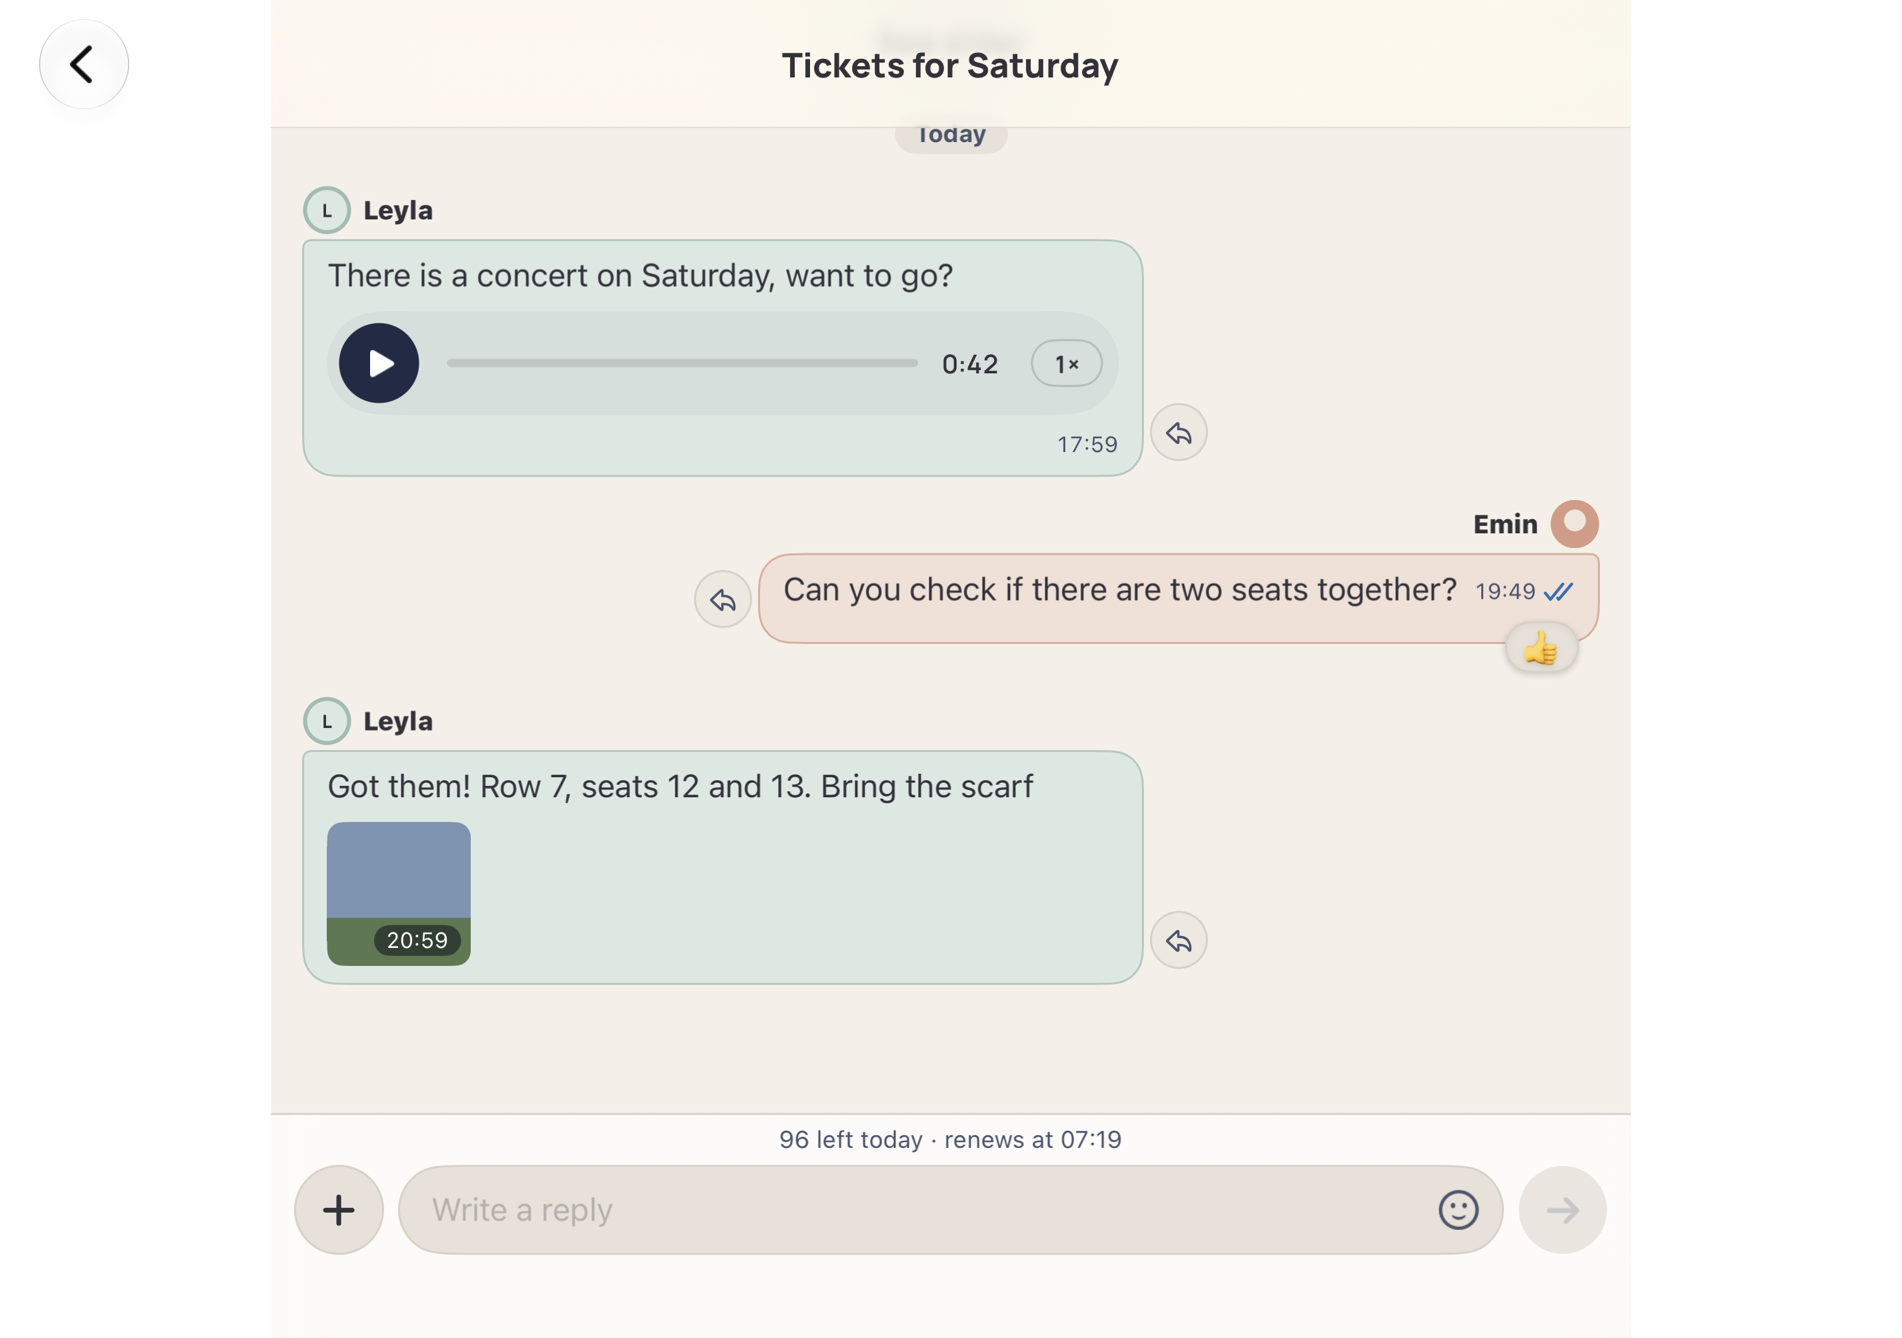 Tickets for Saturday
Today
L Leyla
There is a concert on Saturday, want to go?
0:42 1×
17:59
Emin
Can you check if there are two seats together? 19:49
L Leyla
Got them! Row 7, seats 12 and 13. Bring the scarf
20:59
96 left today · renews at 07:19
Write a reply